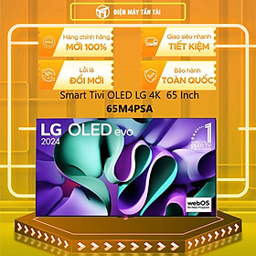 ĐIỆN MÁY TẤN TÀI
Hàng chính hãng
MỚI 100%
Giao siêu nhanh
TIẾT KIỆM
Lỗi là
ĐỔI MỚI
Bảo hành
TOÀN QUỐC
Smart Tivi OLED LG 4K 65 Inch
65M4PSA
LG OLED evo
2024
webOS